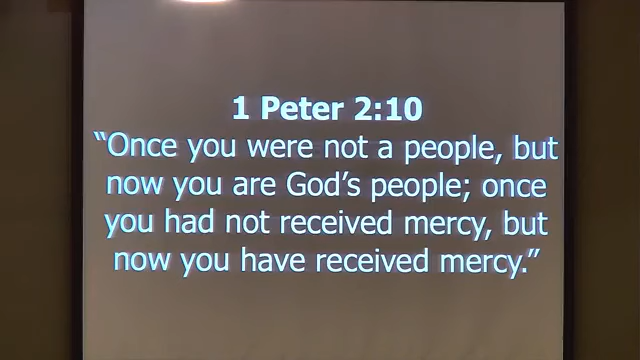 1 Peter 2:10
“Once you were not a people, but
now you are God’s people; once
you had not received mercy, but
now you have received mercy.”